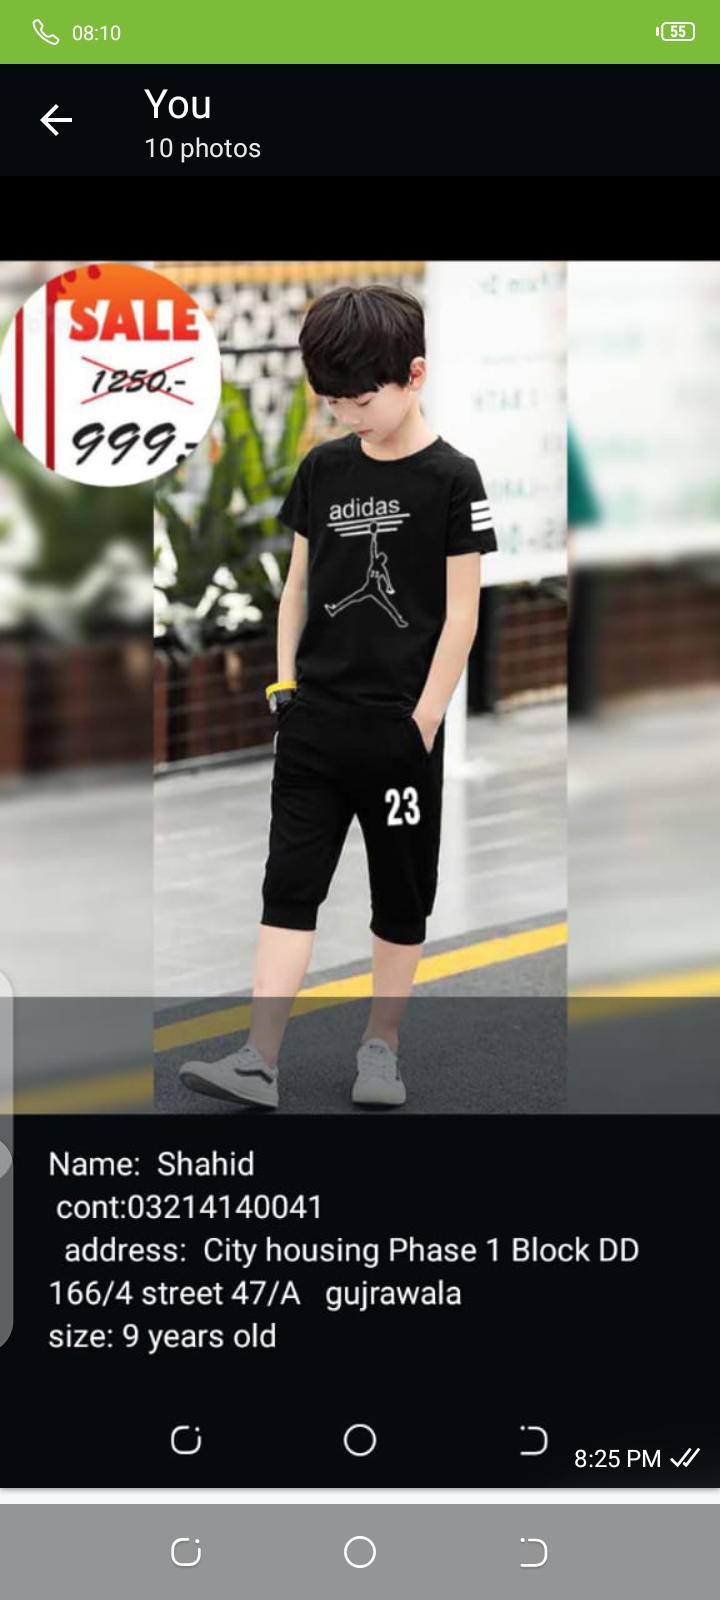 08:10
55
You
10 photos
SALE
1250.-
999.-
adidas
23
23
Name:  Shahid
cont:03214140041
address:  City housing Phase 1 Block DD
166/4 street 47/A   gujrawala
size: 9 years old
8:25 PM